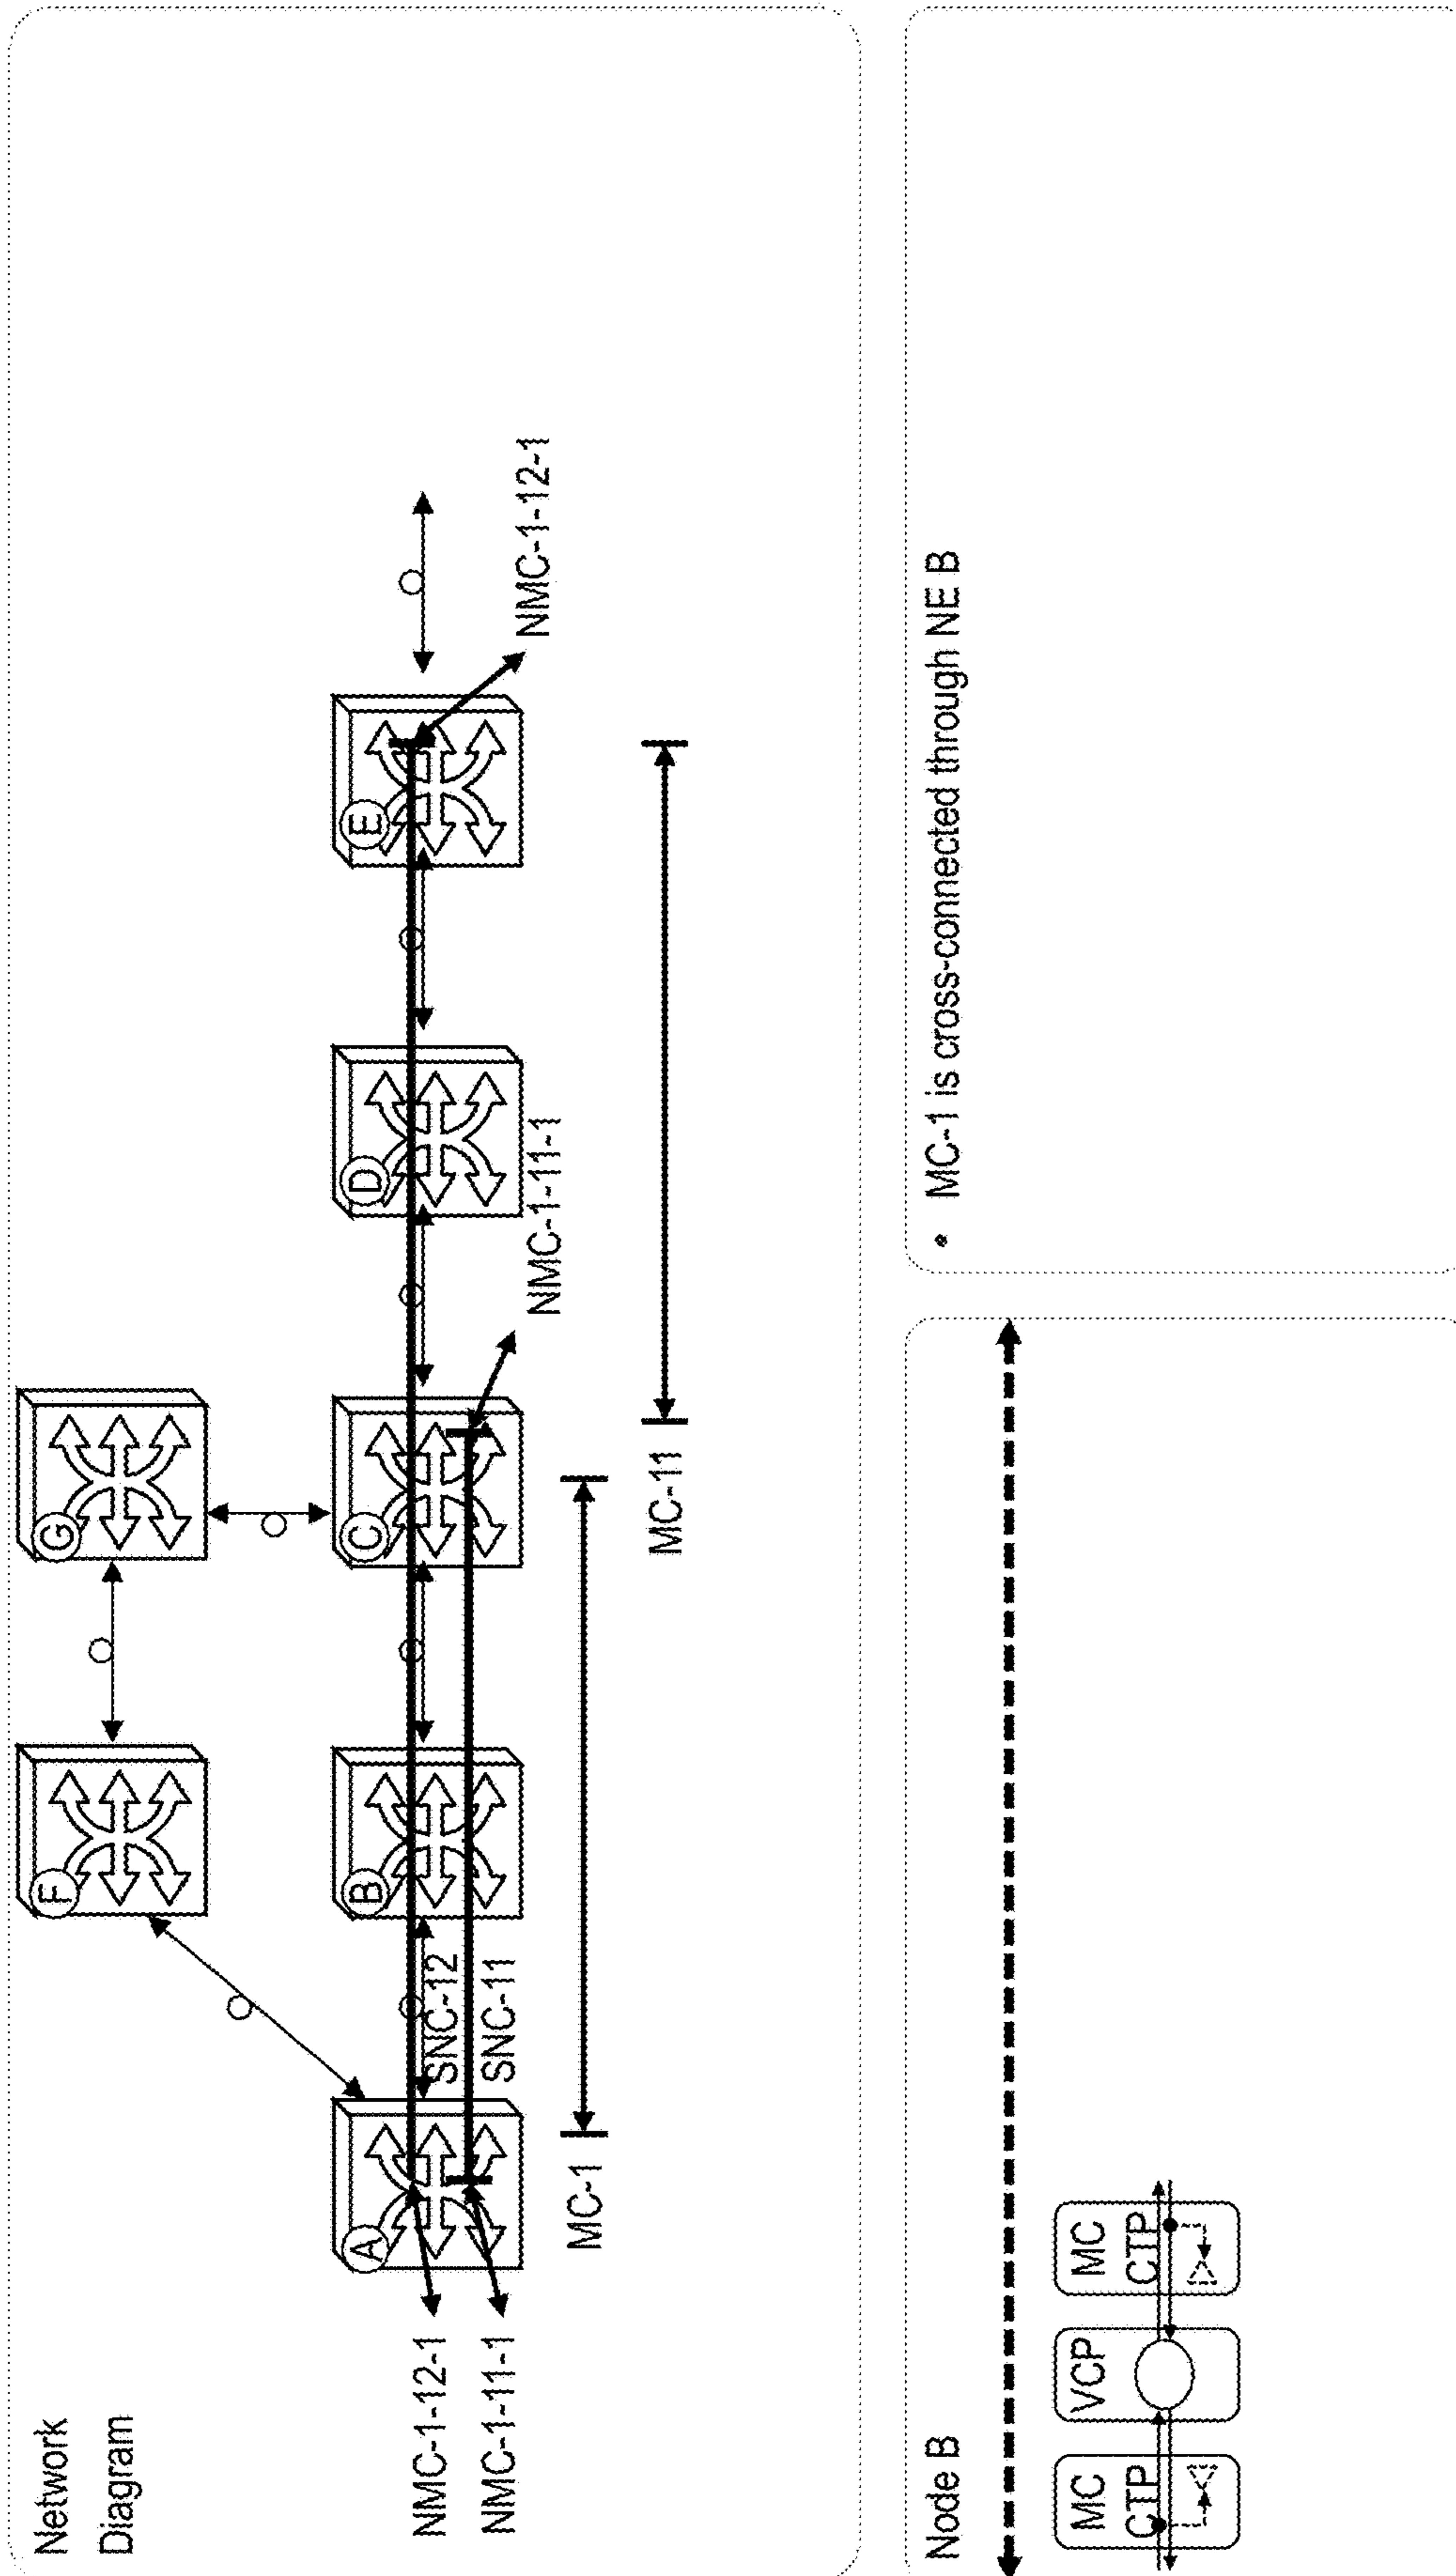 Network
Diagram
F
G
A
B
C
D
E
NMC-1-12-1
NMC-1-11-1
SNC-12
SNC-11
NMC-1-11-1
NMC-1-12-1
MC-1
MC-11
Node B
MC
CTP
VCP
MC
CTP
• MC-1 is cross-connected through NE B